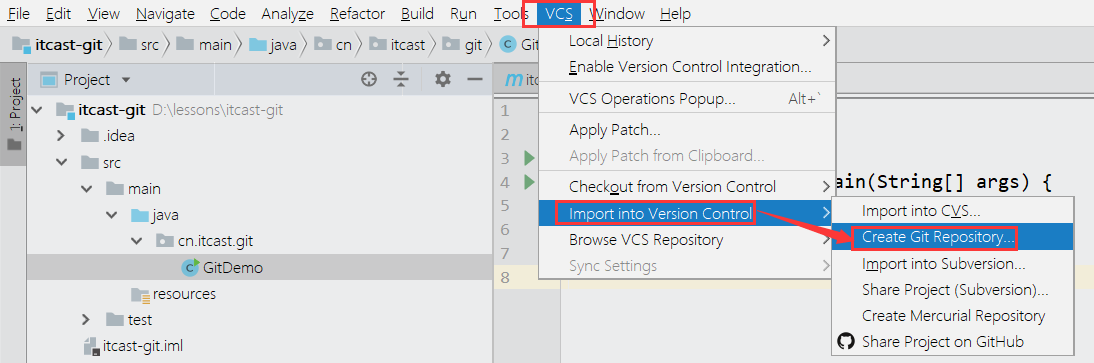 File Edit View Navigate Code Analyze Refactor Build Run Tools VCS Window Help
itcast-git src main java cn itcast git
Project
1: Project
itcast-git D:\lessons\itcast-git
.idea
src
main
java
cn.itcast.git
GitDemo
resources
test
itcast-git.iml
1
2
3
4
5
6
7
8
ain(String[] args) {
Local History
Enable Version Control Integration...
VCS Operations Popup... Alt+`
Apply Patch...
Apply Patch from Clipboard...
Checkout from Version Control
Import into Version Control
Browse VCS Repository
Sync Settings
Import into CVS...
Create Git Repository...
Import into Subversion...
Share Project (Subversion)...
Create Mercurial Repository
Share Project on GitHub